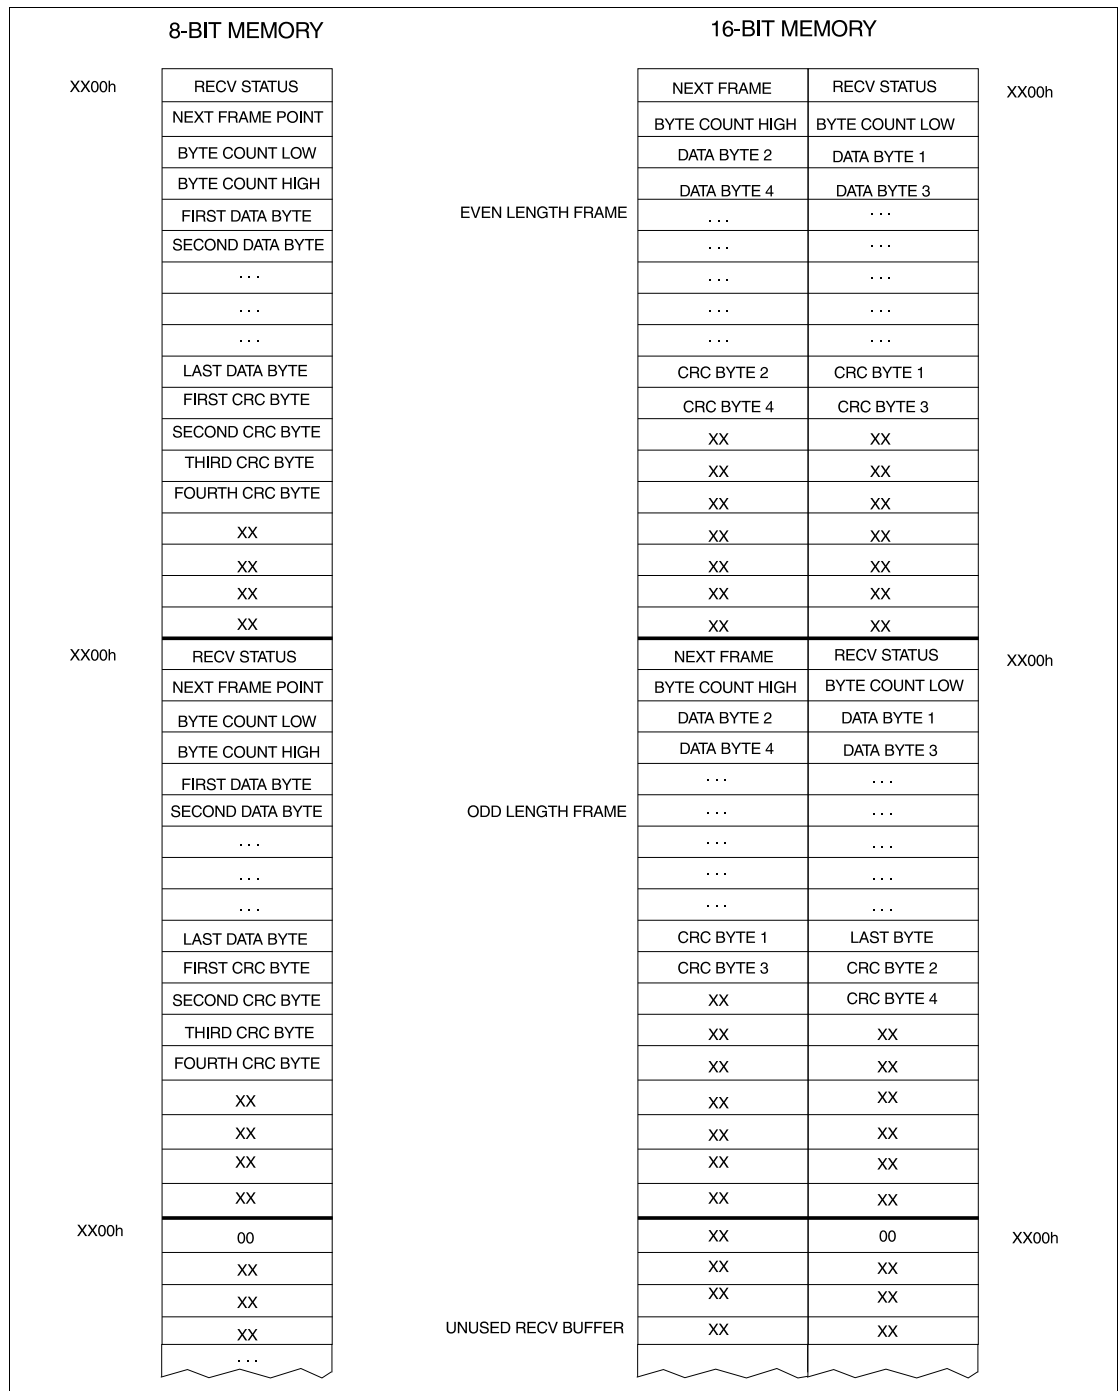 8-BIT MEMORY 16-BIT MEMORY
XX00h RECV STATUS NEXT FRAME RECV STATUS XX00h
NEXT FRAME POINT BYTE COUNT HIGH BYTE COUNT LOW
BYTE COUNT LOW DATA BYTE 2 DATA BYTE 1
BYTE COUNT HIGH DATA BYTE 4 DATA BYTE 3
FIRST DATA BYTE EVEN LENGTH FRAME . . . . . .
SECOND DATA BYTE . . . . . .
. . . . . . . . .
. . . . . . . . .
. . . . . . . . .
LAST DATA BYTE CRC BYTE 2 CRC BYTE 1
FIRST CRC BYTE CRC BYTE 4 CRC BYTE 3
SECOND CRC BYTE XX XX
THIRD CRC BYTE XX XX
FOURTH CRC BYTE XX XX
XX XX XX
XX XX XX
XX XX XX
XX XX XX
XX00h RECV STATUS NEXT FRAME RECV STATUS XX00h
NEXT FRAME POINT BYTE COUNT HIGH BYTE COUNT LOW
BYTE COUNT LOW DATA BYTE 2 DATA BYTE 1
BYTE COUNT HIGH DATA BYTE 4 DATA BYTE 3
FIRST DATA BYTE . . . . . .
SECOND DATA BYTE ODD LENGTH FRAME . . . . . .
. . . . . . . . .
. . . . . . . . .
. . . . . . . . .
LAST DATA BYTE CRC BYTE 1 LAST BYTE
FIRST CRC BYTE CRC BYTE 3 CRC BYTE 2
SECOND CRC BYTE XX CRC BYTE 4
THIRD CRC BYTE XX XX
FOURTH CRC BYTE XX XX
XX XX XX
XX XX XX
XX XX XX
XX XX XX
XX00h 00 XX 00 XX00h
XX XX XX
XX XX XX
XX UNUSED RECV BUFFER XX XX
. . .